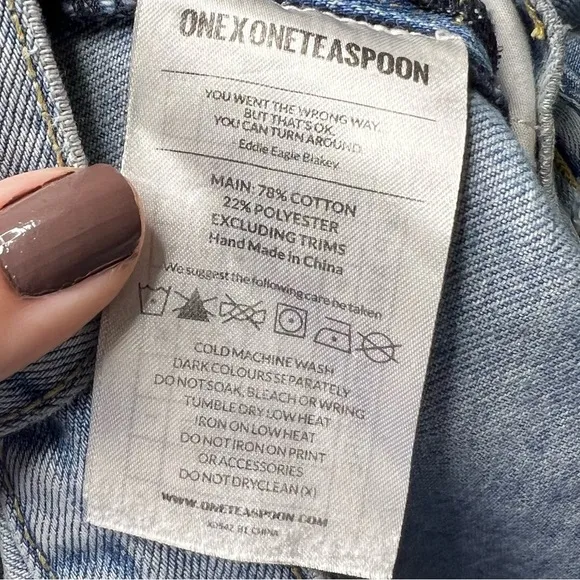 ONEXONETEASPOON
YOU WENT THE WRONG WAY.
BUT THAT'S OK.
YOU CAN TURN AROUND.
Eddie Eagle Blakey
MAIN: 78% COTTON
22% POLYESTER
EXCLUDING TRIMS
Hand Made in China
We suggest the following care be taken
COLD MACHINE WASH
DARK COLOURS SEPARATELY
DO NOT SOAK, BLEACH OR WRING
TUMBLE DRY LOW HEAT
IRON ON LOW HEAT
DO NOT IRON ON PRINT
OR ACCESSORIES
DO NOT DRYCLEAN (X)
WWW.ONETEASPOON.COM
CHINA